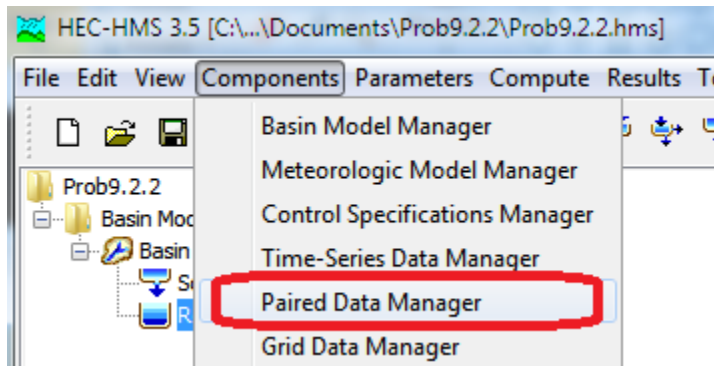 HEC-HMS 3.5 [C:\...\Documents\Prob9.2.2\Prob9.2.2.hms]
File Edit View Components Parameters Compute Results
Basin Model Manager
Meteorologic Model Manager
Prob9.2.2
Control Specifications Manager
Basin
Basin
Time-Series Data Manager
Paired Data Manager
Grid Data Manager